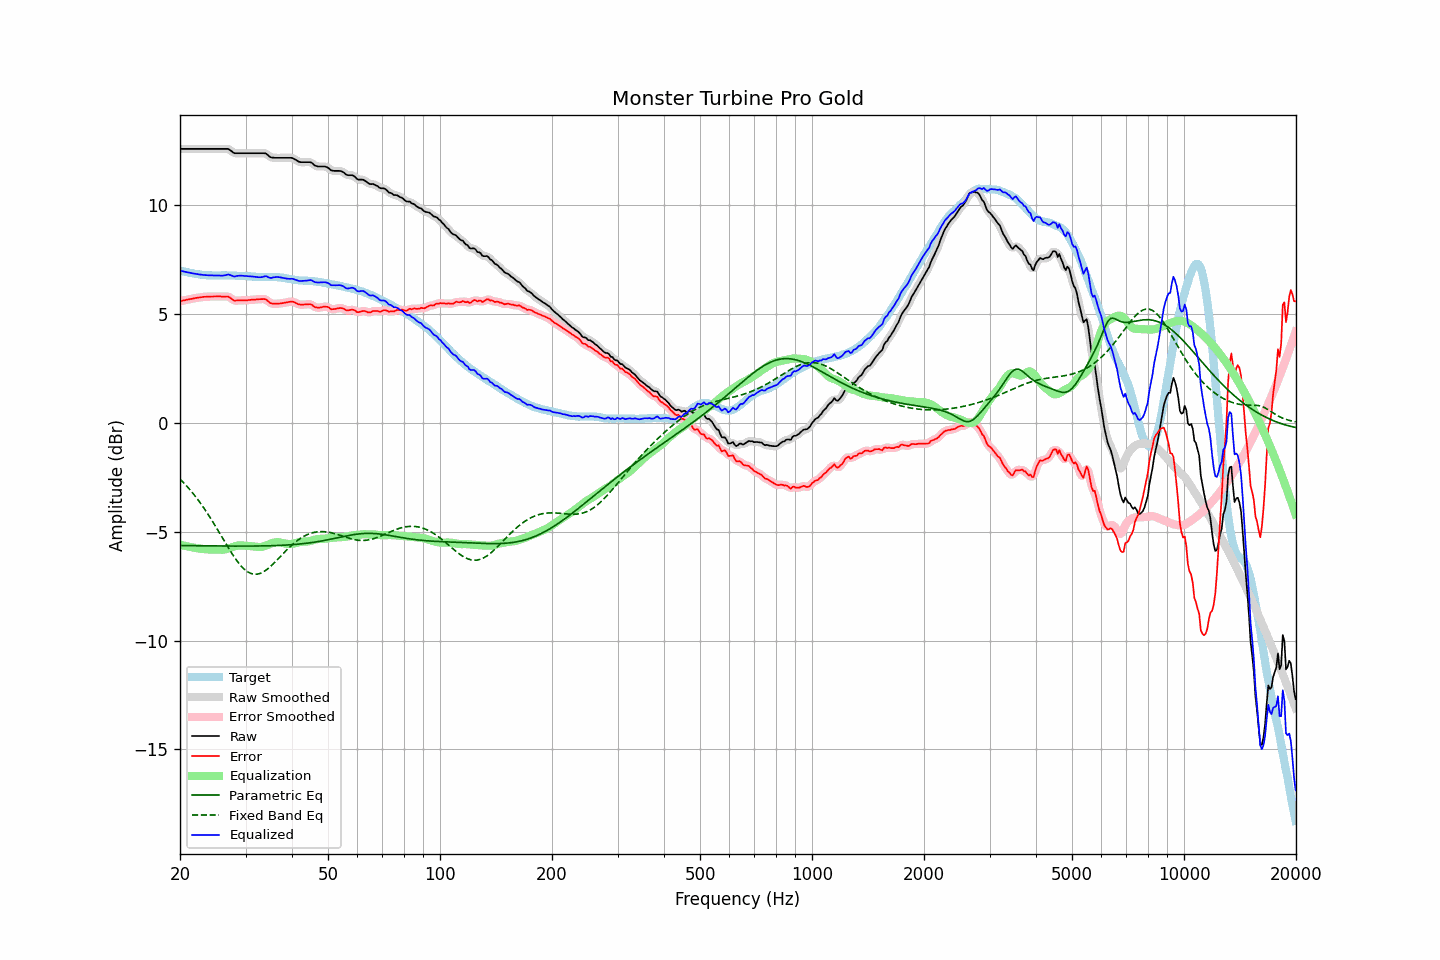 Monster Turbine Pro Gold
Amplitude (dBr)
10
5
0
−5
−10
−15
Target
Raw Smoothed
Error Smoothed
Raw
Error
Equalization
Parametric Eq
Fixed Band Eq
Equalized
20 50 100 200 500 1000 2000 5000 10000 20000
Frequency (Hz)